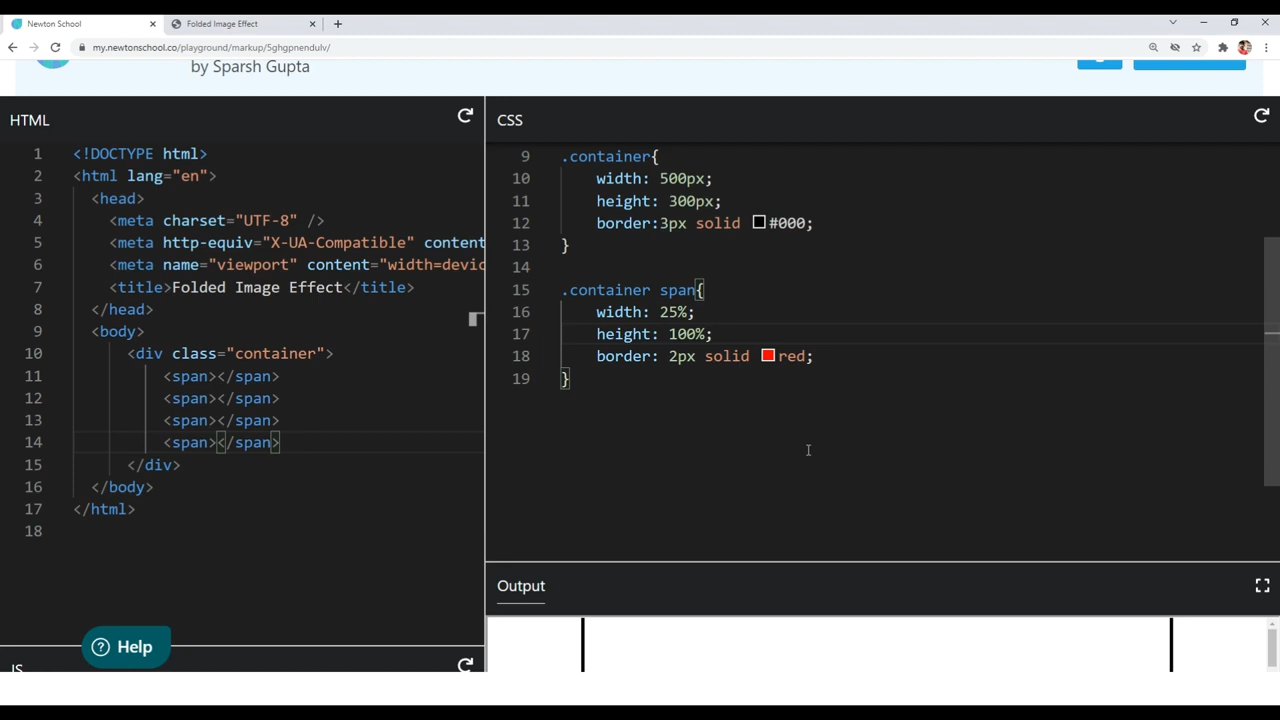 Newton School
Folded Image Effect
my.newtonschool.co/playground/markup/5ghgpnendulv/
by Sparsh Gupta
HTML
1 <!DOCTYPE html>
2 <html lang="en">
3 <head>
4 <meta charset="UTF-8" />
5 <meta http-equiv="X-UA-Compatible" content
6 <meta name="viewport" content="width=devic
7 <title>Folded Image Effect</title>
8 </head>
9 <body>
10 <div class="container">
11 <span></span>
12 <span></span>
13 <span></span>
14 <span></span>
15 </div>
16 </body>
17 </html>
18
Help
JS
CSS
9 .container{
10 width: 500px;
11 height: 300px;
12 border:3px solid #000;
13 }
14
15 .container span{
16 width: 25%;
17 height: 100%;
18 border: 2px solid red;
19 }
Output